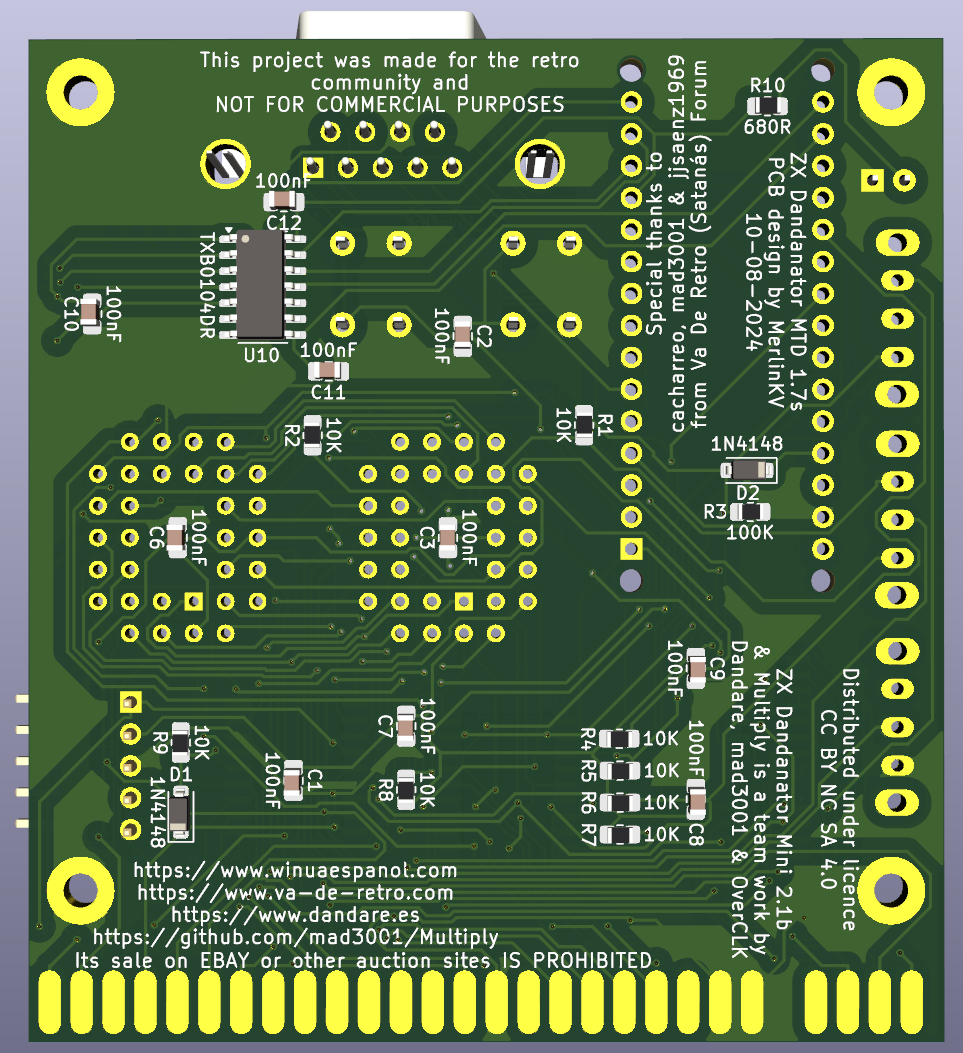 This project was made for the retro
community and
NOT FOR COMMERCIAL PURPOSES
R10
680R
Special thanks to
cacharreo, mad3001 & jjsaenz1969
from Va De Retro (Satanás) Forum
ZX Dandanator MTD 1.7s
PCB design by MerlinKV
10-08-2024
100nF
C12
TXB0104DR
U10
C10
100nF
C2
100nF
100nF
C11
R2
10K
R1
10K
1N4148
D2
R3
100K
C6
100nF
C3
100nF
C9
100nF
R9
10K
D1
1N4148
C1
100nF
C7
100nF
R8
10K
R4
10K
R5
10K
R6
10K
R7
10K
100nF
C8
ZX Dandanator Mini 2.1b
& Multiply is a team work by
Dandare, mad3001 & OverCLK
Distributed under licence
CC BY NC SA 4.0
https://www.winuaespanol.com
https://www.va-de-retro.com
https://www.dandare.es
https://github.com/mad3001/Multiply
Its sale on EBAY or other auction sites IS PROHIBITED